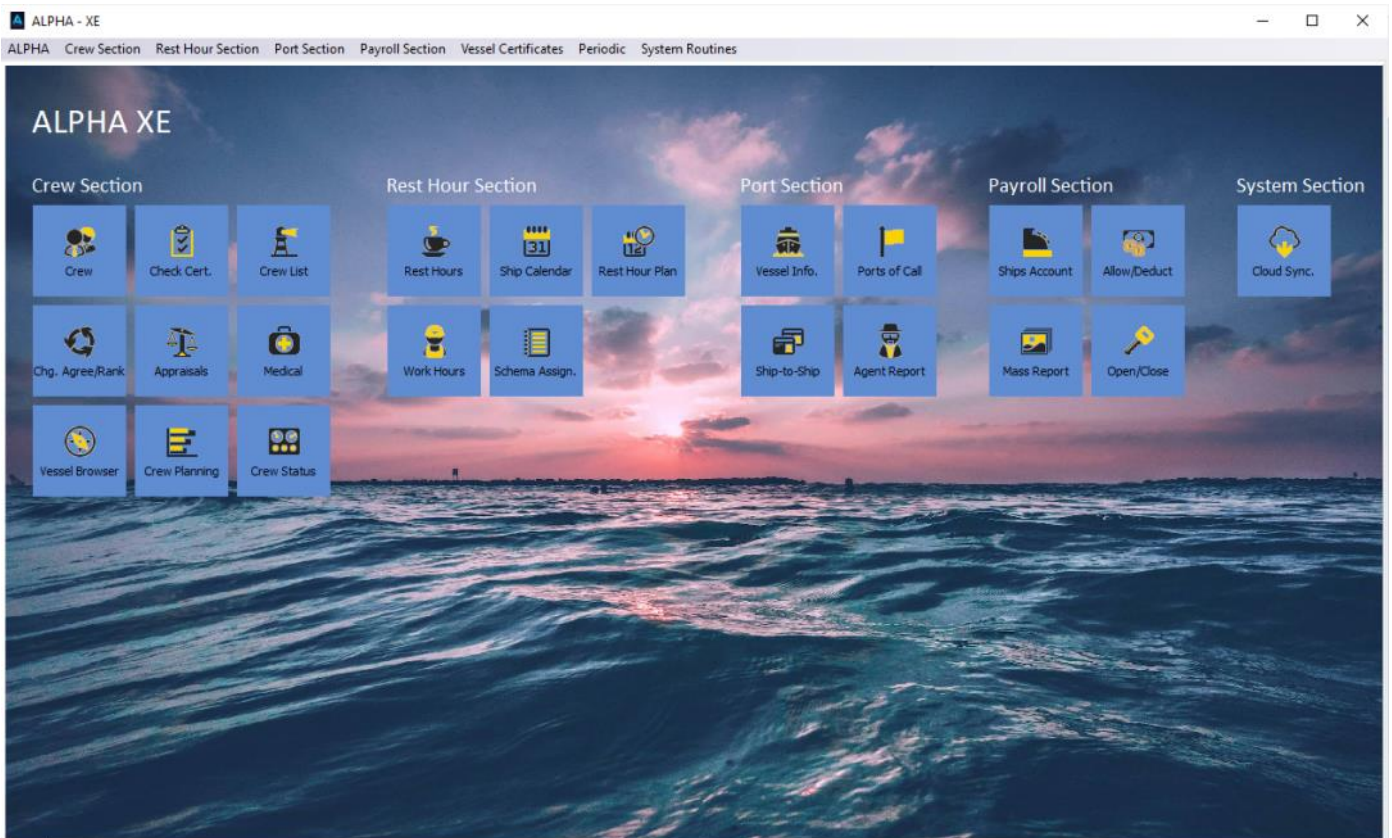 ALPHA - XE
ALPHA Crew Section Rest Hour Section Port Section Payroll Section Vessel Certificates Periodic System Routines
ALPHA XE
Crew Section
Crew Check Cert. Crew List
Chg. Agree/Rank Appraisals Medical
Vessel Browser Crew Planning Crew Status
Rest Hour Section
31 12
Rest Hours Ship Calendar Rest Hour Plan
Work Hours Schema Assign.
Port Section
Vessel Info. Ports of Call
Ship-to-Ship Agent Report
Payroll Section
Ships Account Allow/Deduct
Mass Report Open/Close
System Section
Cloud Sync.